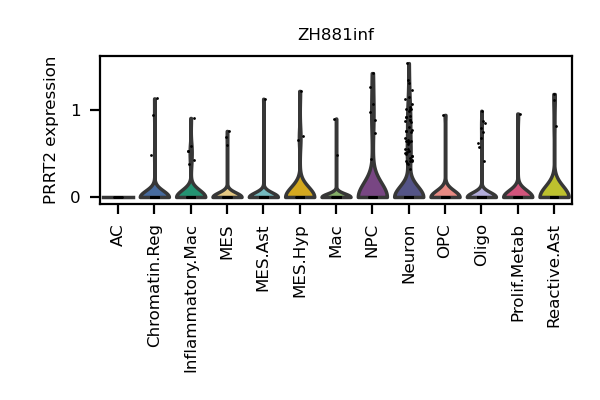 ZH881inf
PRRT2 expression
1
0
AC
Chromatin.Reg
Inflammatory.Mac
MES
MES.Ast
MES.Hyp
Mac
NPC
Neuron
OPC
Oligo
Prolif.Metab
Reactive.Ast